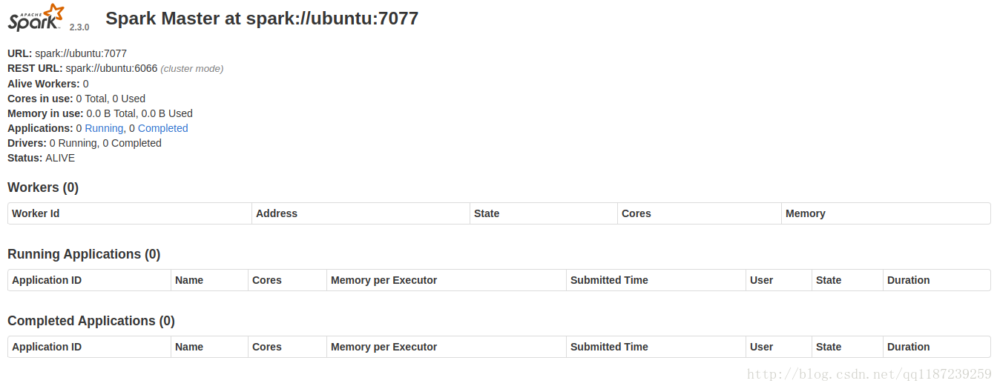 APACHE
Spark 2.3.0 Spark Master at spark://ubuntu:7077
URL: spark://ubuntu:7077
REST URL: spark://ubuntu:6066 (cluster mode)
Alive Workers: 0
Cores in use: 0 Total, 0 Used
Memory in use: 0.0 B Total, 0.0 B Used
Applications: 0 Running, 0 Completed
Drivers: 0 Running, 0 Completed
Status: ALIVE
Workers (0)
Worker Id Address State Cores Memory
Running Applications (0)
Application ID Name Cores Memory per Executor Submitted Time User State Duration
Completed Applications (0)
Application ID Name Cores Memory per Executor Submitted Time User State Duration
http://blog.csdn.net/qq1187239259